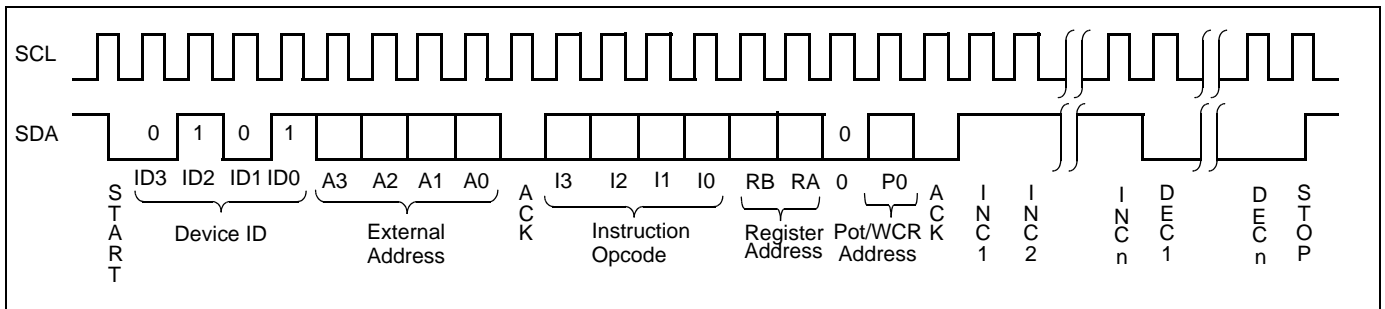 SCL
SDA
0 1 0 1 0
ID3 ID2 ID1 ID0 A3 A2 A1 A0 I3 I2 I1 I0 RB RA 0 P0
START
Device ID
External
Address
ACK
Instruction
Opcode
Register
Address
Pot/WCR
Address
ACK
INC1
INC2
INCn
DEC1
DECn
STOP